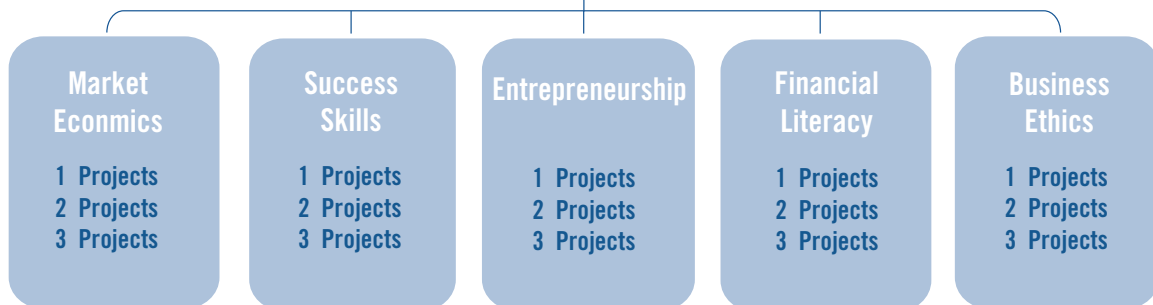 Market
Econmics
1 Projects
2 Projects
3 Projects
Success
Skills
1 Projects
2 Projects
3 Projects
Entrepreneurship
1 Projects
2 Projects
3 Projects
Financial
Literacy
1 Projects
2 Projects
3 Projects
Business
Ethics
1 Projects
2 Projects
3 Projects